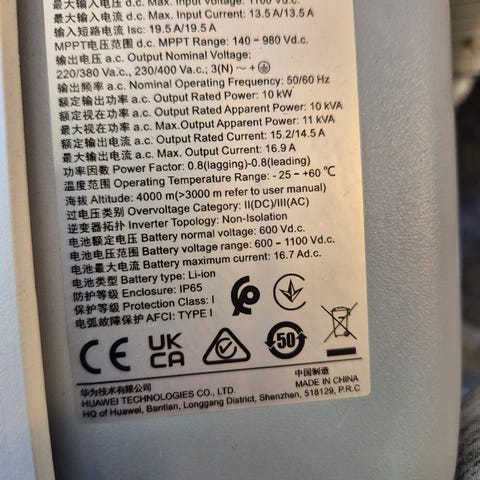 最大输入电压 d.c. Max. Input Voltage: 1100 Vd.c.
最大输入电流 d.c. Max. Input Current: 13.5 A/13.5 A
输入短路电流 Isc: 19.5 A/19.5 A
MPPT电压范围 d.c. MPPT Range: 140 – 980 Vd.c.
输出电压 a.c. Output Nominal Voltage:
220/380 Va.c., 230/400 Va.c.; 3(N) ~ +
输出频率 a.c. Nominal Operating Frequency: 50/60 Hz
额定输出功率 a.c. Output Rated Power: 10 kW
额定视在功率 a.c. Output Rated Apparent Power: 10 kVA
最大视在功率 a.c. Max.Output Apparent Power: 11 kVA
额定输出电流 a.c. Output Rated Current: 15.2/14.5 A
最大输出电流 a.c. Max. Output Current: 16.9 A
功率因数 Power Factor: 0.8(lagging)-0.8(leading)
温度范围 Operating Temperature Range: - 25 - +60 ℃
海拔 Altitude: 4000 m(>3000 m refer to user manual)
过电压类别 Overvoltage Category: II(DC)/III(AC)
逆变器拓扑 Inverter Topology: Non-Isolation
电池额定电压 Battery normal voltage: 600 Vd.c.
电池电压范围 Battery voltage range: 600 – 1100 Vd.c.
电池最大电流 Battery maximum current: 16.7 Ad.c.
电池类型 Battery type: Li-ion
防护等级 Enclosure: IP65
保护等级 Protection Class: I
电弧故障保护 AFCI: TYPE I
CE UK CA 50
华为技术有限公司
中国制造
HUAWEI TECHNOLOGIES CO., LTD.
MADE IN CHINA
HQ of Huawei, Bantian, Longgang District, Shenzhen, 518129, P.R.C